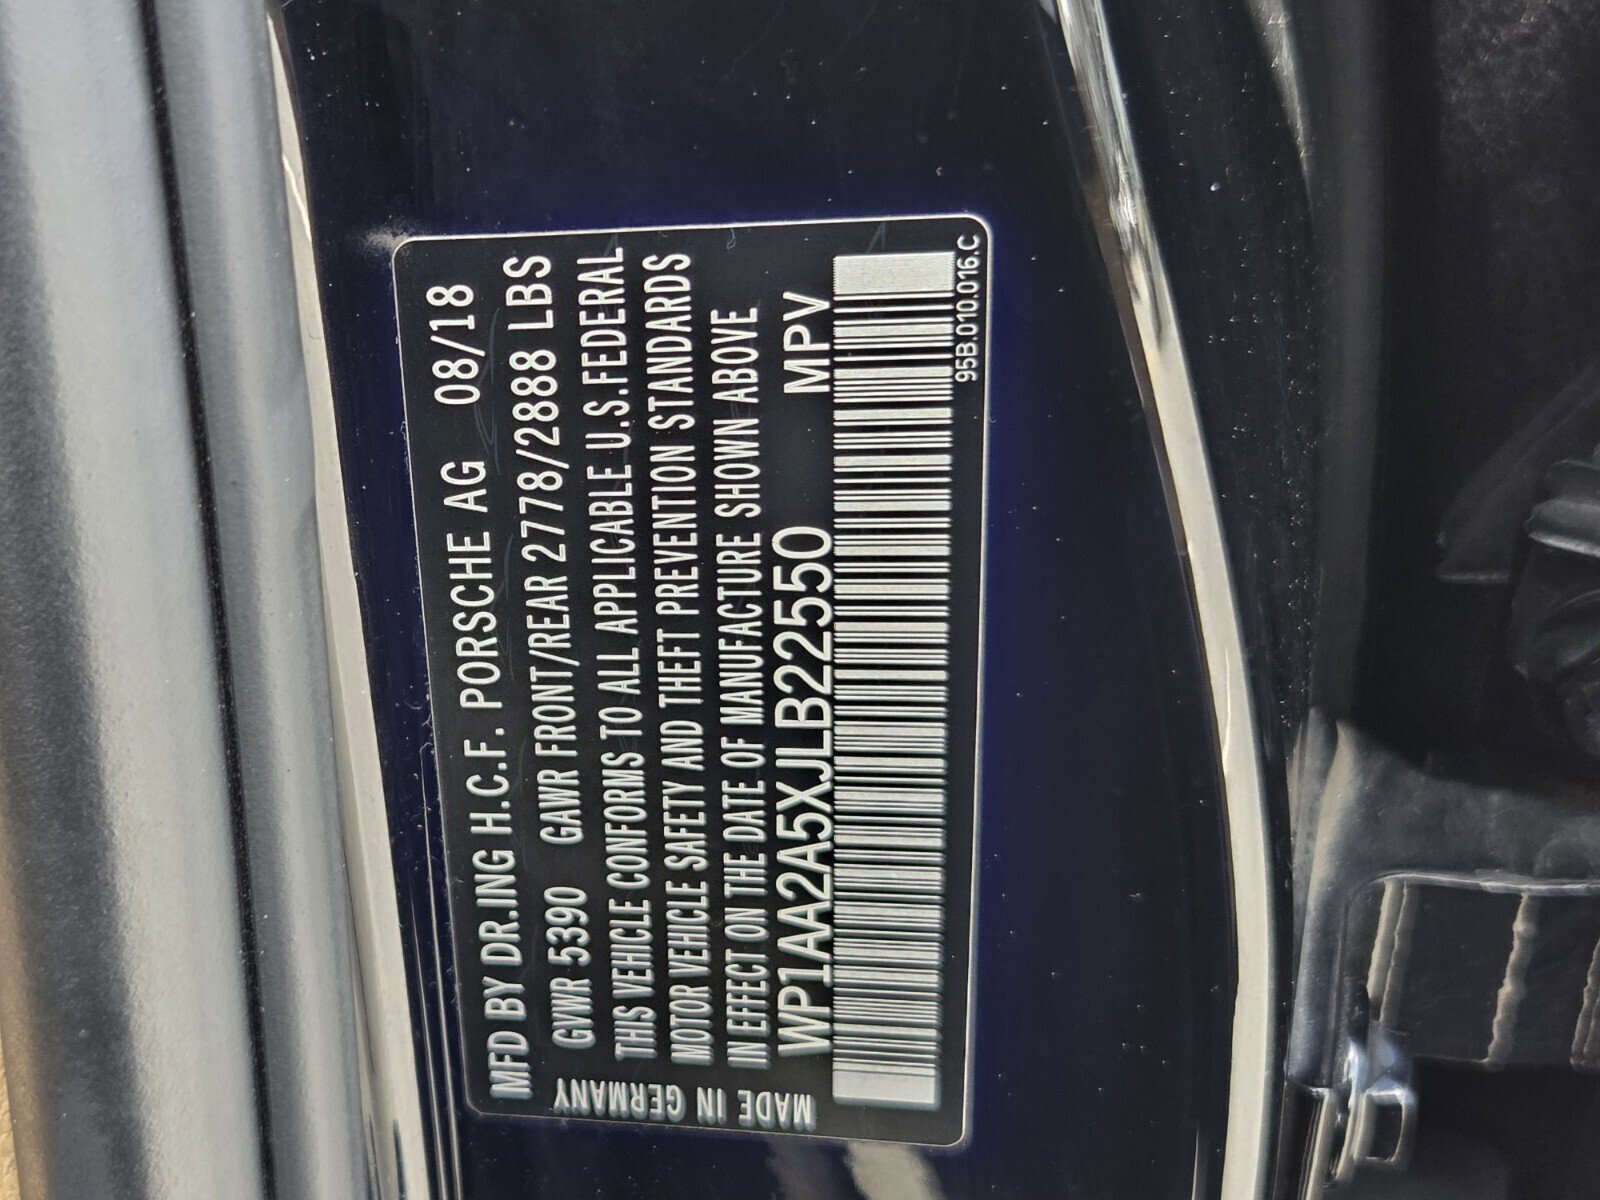 MFD BY DR.ING H.C.F. PORSCHE AG 08/18
GVWR 5390 GAWR FRONT/REAR 2778/2888 LBS
THIS VEHICLE CONFORMS TO ALL APPLICABLE U.S.FEDERAL
MOTOR VEHICLE SAFETY AND THEFT PREVENTION STANDARDS
IN EFFECT ON THE DATE OF MANUFACTURE SHOWN ABOVE
WP1AA2A5XJLB22550 MPV
95B.010.016.C
MADE IN GERMANY